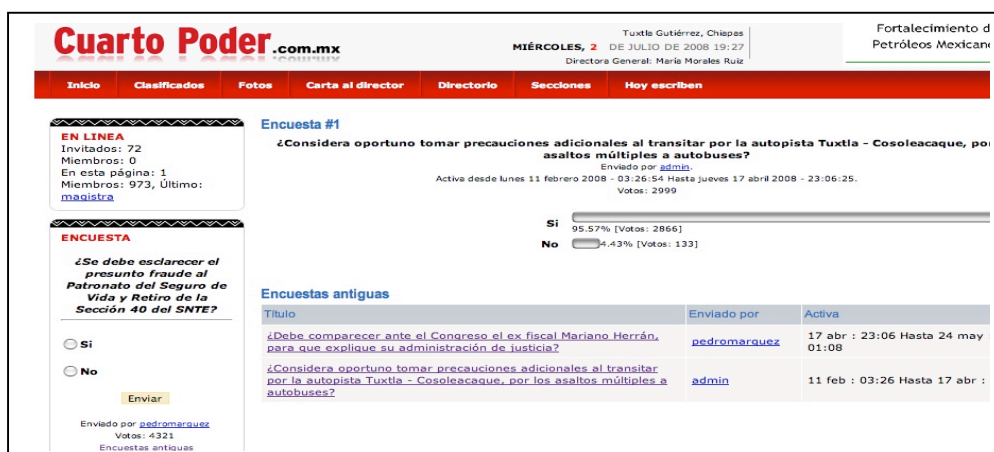 Cuarto Poder.com.mx
Tuxtla Gutiérrez, Chiapas
MIÉRCOLES, 2 DE JULIO DE 2008 19:27
Directora General: María Morales Ruiz
Fortalecimiento d
Petróleos Mexicano
Inicio Clasificados Fotos Carta al director Directorio Secciones Hoy escriben
EN LINEA
Invitados: 72
Miembros: 0
En esta página: 1
Miembros: 973, Último:
magistra
ENCUESTA
¿Se debe esclarecer el
presunto fraude al
Patronato del Seguro de
Vida y Retiro de la
Sección 40 del SNTE?
Si
No
Enviar
Enviado por pedromarquez
Votos: 4321
Encuestas antiguas
Encuesta #1
¿Considera oportuno tomar precauciones adicionales al transitar por la autopista Tuxtla - Cosoleacaque, po
asaltos múltiples a autobuses?
Enviado por admin.
Activa desde lunes 11 febrero 2008 - 03:26:54 Hasta jueves 17 abril 2008 - 23:06:25.
Votos: 2999
Si
95.57% [Votos: 2866]
No 4.43% [Votos: 133]
Encuestas antiguas
Título Enviado por Activa
¿Debe comparecer ante el Congreso el ex fiscal Mariano Herrán,
para que explique su administración de justicia?
pedromarquez
17 abr : 23:06 Hasta 24 may :
01:08
¿Considera oportuno tomar precauciones adicionales al transitar
por la autopista Tuxtla - Cosoleacaque, por los asaltos múltiples a
autobuses?
admin
11 feb : 03:26 Hasta 17 abr :